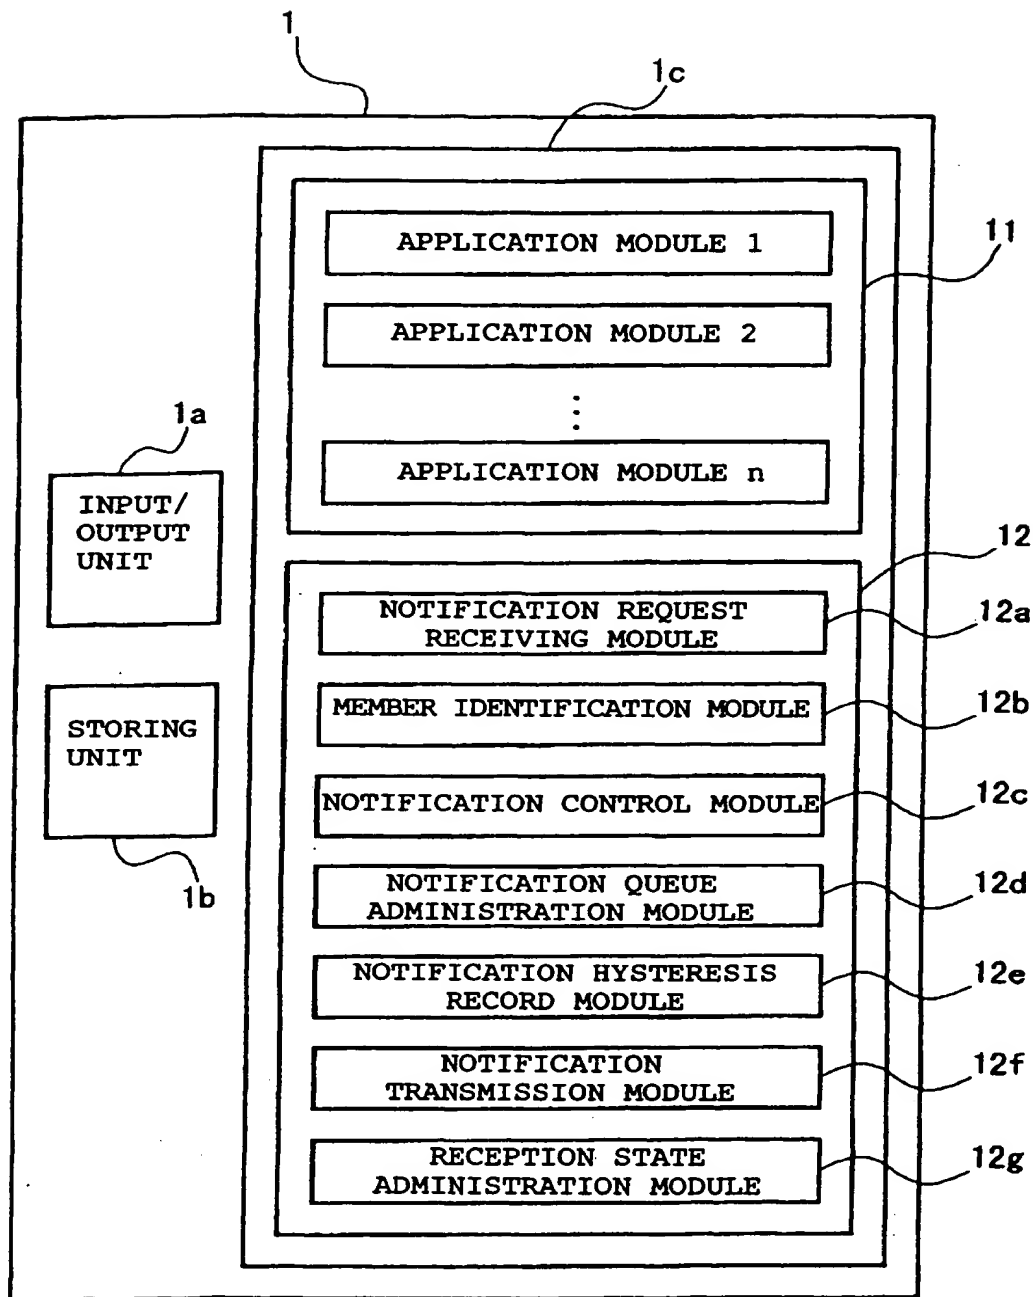 1
1c
APPLICATION MODULE 1
11
APPLICATION MODULE 2
1a
APPLICATION MODULE n
INPUT/
OUTPUT
UNIT
12
NOTIFICATION REQUEST
RECEIVING MODULE
12a
STORING
UNIT
MEMBER IDENTIFICATION MODULE
12b
NOTIFICATION CONTROL MODULE
12c
1b
NOTIFICATION QUEUE
ADMINISTRATION MODULE
12d
NOTIFICATION HYSTERESIS
RECORD MODULE
12e
NOTIFICATION
TRANSMISSION MODULE
12f
RECEPTION STATE
ADMINISTRATION MODULE
12g